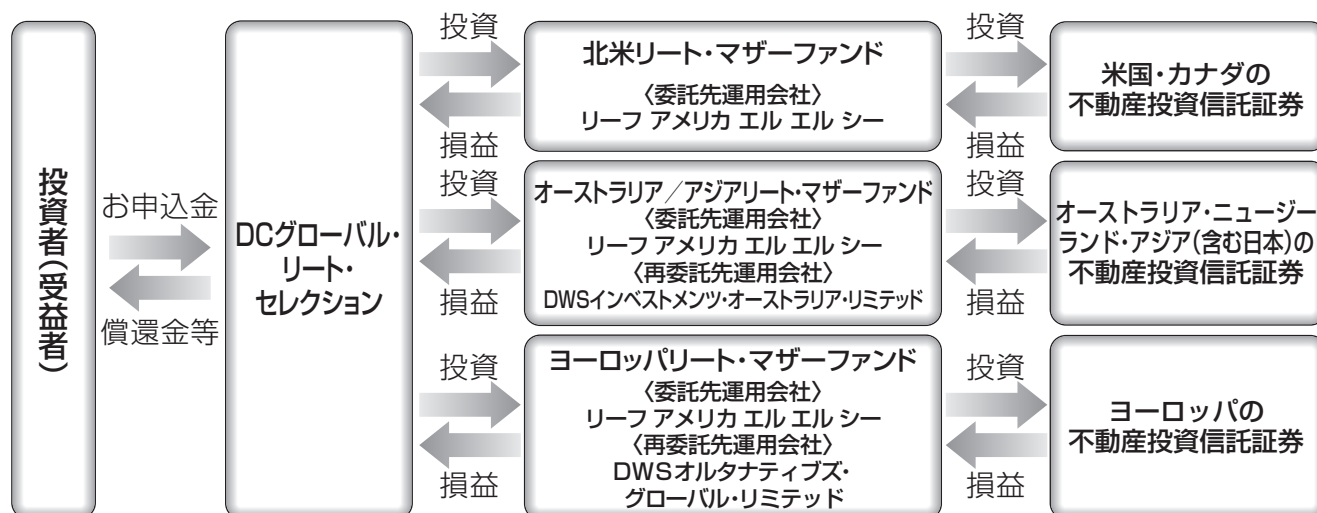 投資者(受益者)
お申込金
償還金等
DCグローバル・
リート・
セレクション
投資
損益
北米リート・マザーファンド
〈委託先運用会社〉
リーフ アメリカ エル エル シー
投資
損益
米国・カナダの
不動産投資信託証券
投資
損益
オーストラリア／アジアリート・マザーファンド
〈委託先運用会社〉
リーフ アメリカ エル エル シー
〈再委託先運用会社〉
DWSインベストメンツ・オーストラリア・リミテッド
投資
損益
オーストラリア・ニュージー
ランド・アジア(含む日本)の
不動産投資信託証券
投資
損益
ヨーロッパリート・マザーファンド
〈委託先運用会社〉
リーフ アメリカ エル エル シー
〈再委託先運用会社〉
DWSオルタナティブズ・
グローバル・リミテッド
投資
損益
ヨーロッパの
不動産投資信託証券